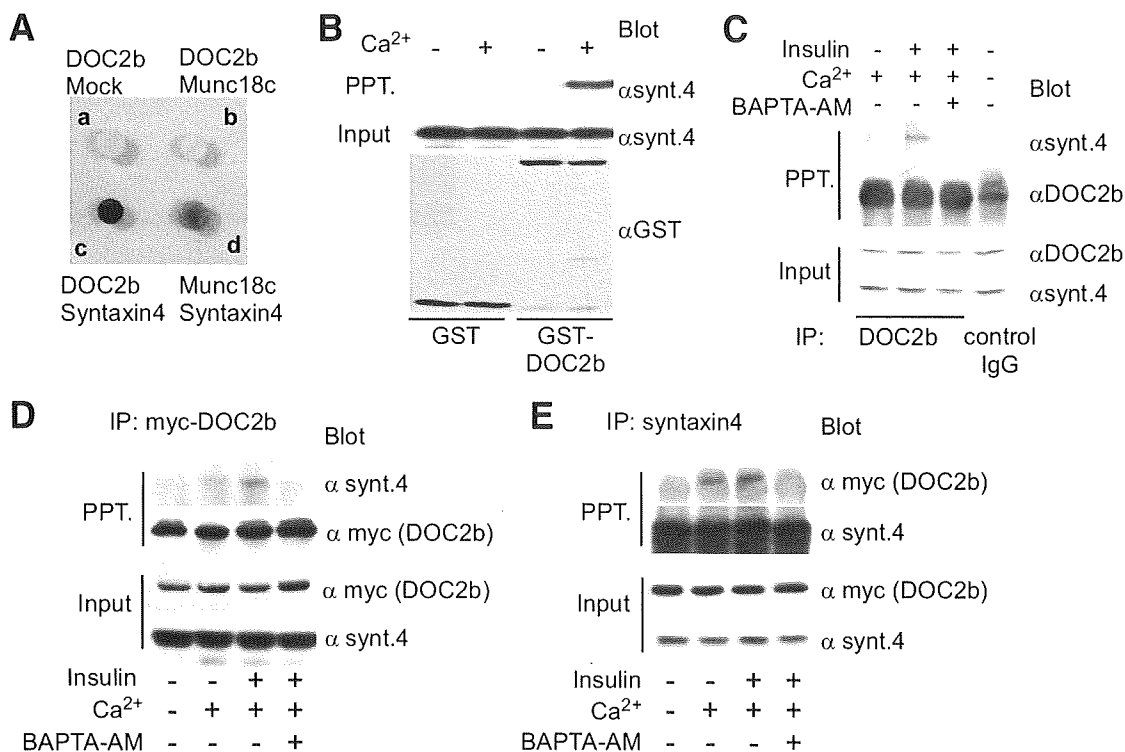 A
DOC2b DOC2b
Mock Munc18c
a b
c d
DOC2b Munc18c
Syntaxin4 Syntaxin4
B
Blot
Ca2+ - + - +
PPT. αsynt.4
Input αsynt.4
αGST
GST GST-
DOC2b
C
Insulin - + + -
Ca2+ + + + -
BAPTA-AM - - + -
Blot
αsynt.4
PPT.
αDOC2b
αDOC2b
Input
αsynt.4
IP: DOC2b control
IgG
D
IP: myc-DOC2b
Blot
α synt.4
PPT.
α myc (DOC2b)
α myc (DOC2b)
Input
α synt.4
Insulin - - + +
Ca2+ - + + +
BAPTA-AM - - - +
E
IP: syntaxin4
Blot
α myc (DOC2b)
PPT.
α synt.4
α myc (DOC2b)
Input
α synt.4
Insulin - - + +
Ca2+ - + + +
BAPTA-AM - - - +